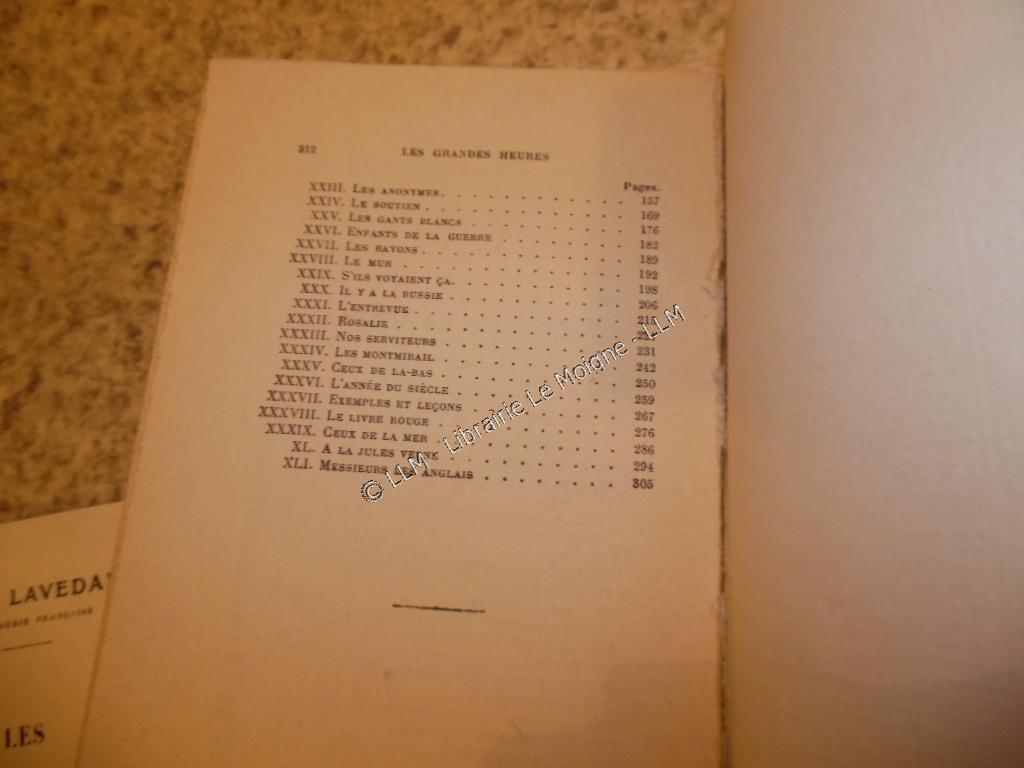 312 LES GRANDES HEURES
Pages.
XXIII. LES ANONYMES. . . . . . . . . . . 157
XXIV. LE SOUTIEN . . . . . . . . . . . 169
XXV. LES GANTS BLANCS . . . . . . . . . 176
XXVI. ENFANTS DE LA GUERRE . . . . . . . 182
XXVII. LES RAYONS . . . . . . . . . . . 189
XXVIII. LE MUR . . . . . . . . . . . . 192
XXIX. S'ILS VOYAIENT ÇA. . . . . . . . . 198
XXX. IL Y A LA RUSSIE . . . . . . . . . 206
XXXI. L'ENTREVUE . . . . . . . . . . .
XXXII. ROSALIE . . . . . . . . . . . .
XXXIII. NOS SERVITEURS . . . . . . . . . 231
XXXIV. LES MONTMIRAIL . . . . . . . . . 242
XXXV. CEUX DE LA-BAS . . . . . . . . . 250
XXXVI. L'ANNÉE DU SIÈCLE . . . . . . . . 259
XXXVII. EXEMPLES ET LEÇONS . . . . . . . 267
XXXVIII. LE LIVRE ROUGE . . . . . . . . 276
XXXIX. CEUX DE LA MER . . . . . . . . . 286
XL. A LA JULES VERNE . . . . . . . . . 294
XLI. MESSIEURS LES ANGLAIS . . . . . . . . 305
© LLM - Librairie Le Moigne - LLM
LAVEDA
FRANÇAISE
LES